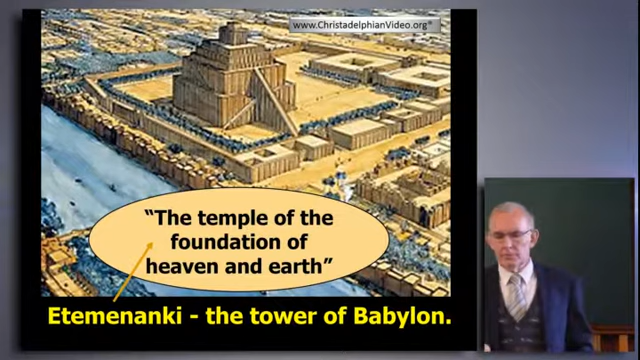 www.ChristadelphianVideo.org®
“The temple of the
foundation of
heaven and earth”
Etemenanki - the tower of Babylon.